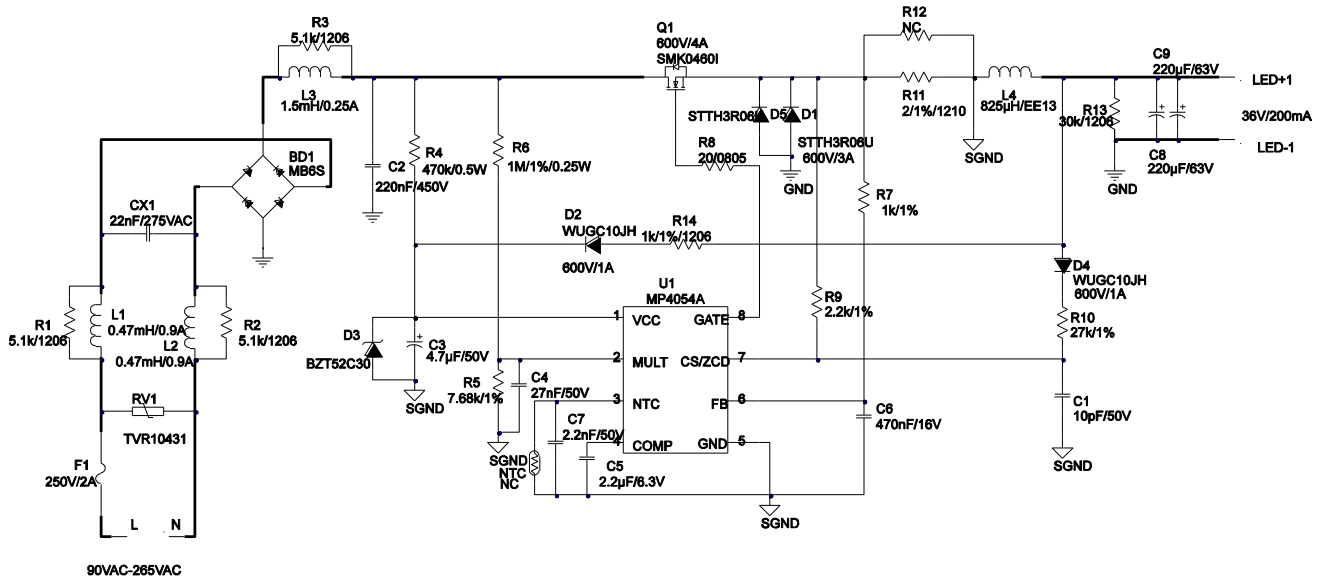 R3
5.1k/1206
L3
1.5mH/0.25A
BD1
MB6S
CX1
22nF/275VAC
R1
5.1k/1206
L1
0.47mH/0.9A
L2
0.47mH/0.9A
R2
5.1k/1206
RV1
TVR10431
F1
250V/2A
L N
90VAC-265VAC
C2
220nF/450V
R4
470k/0.5W
R6
1M/1%/0.25W
Q1
600V/4A
SMK0460I
R8
20/0805
STTH3R06U
D5
D1
STTH3R06U
600V/3A
GND
R12
NC
R11
2/1%/1210
SGND
L4
825µH/EE13
R13
30k/1206
GND
C9
220µF/63V
C8
220µF/63V
LED+1
36V/200mA
LED-1
R7
1k/1%
D2
WUGC10JH
600V/1A
R14
1k/1%/1206
D4
WUGC10JH
600V/1A
R10
27k/1%
C1
10pF/50V
SGND
R9
2.2k/1%
D3
BZT52C30
C3
4.7µF/50V
SGND
R5
7.68k/1%
C4
27nF/50V
SGND
NTC
NC
C7
2.2nF/50V
C5
2.2µF/6.3V
U1
MP4054A
1 VCC GATE 8
2 MULT CS/ZCD 7
3 NTC FB 6
4 COMP GND 5
C6
470nF/16V
SGND